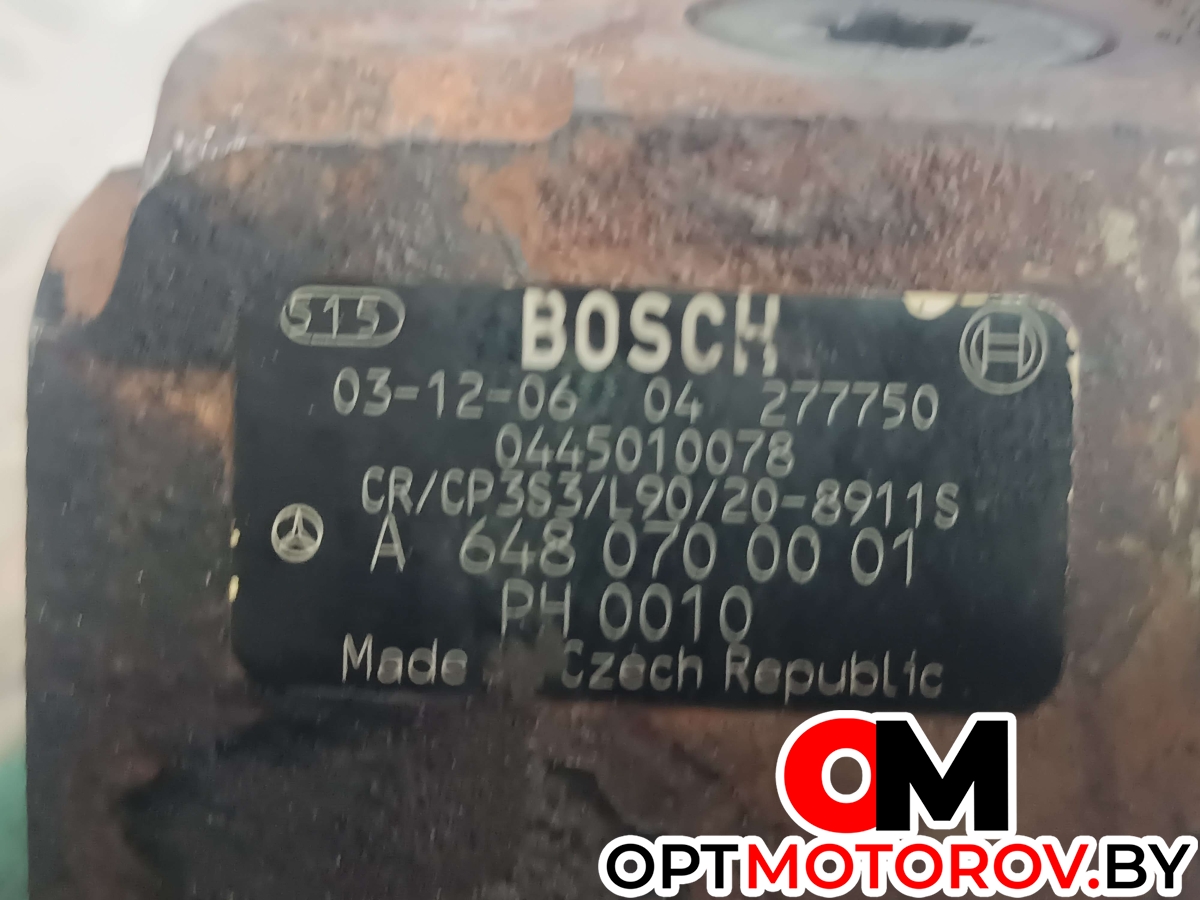 515 BOSCH
03-12-06 04 277750
0445010078
CR/CP3S3/L90/20-8911S
A 648 070 00 01
PH 0010
Made Czech Republic
OM
OPTMOTOROV.BY